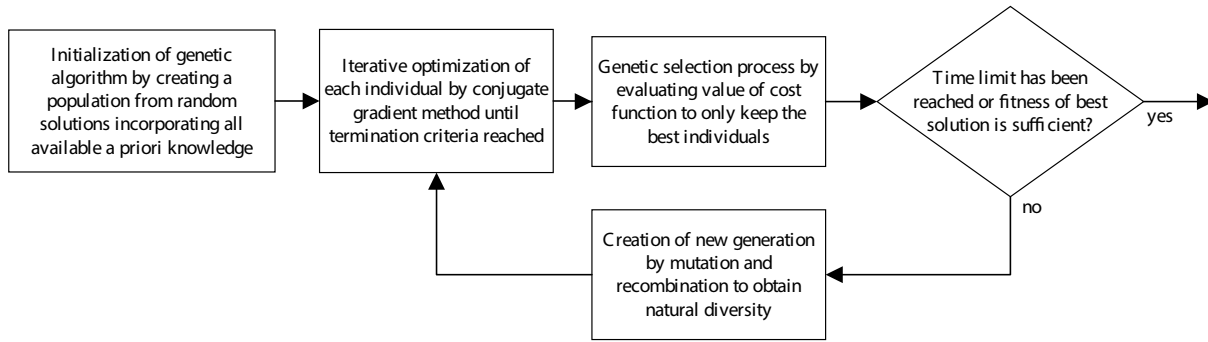 Initialization of genetic
algorithm by creating a
population from random
solutions incorporating all
available a priori knowledge
Iterative optimization of
each individual by conjugate
gradient method until
termination criteria reached
Genetic selection process by
evaluating value of cost
function to only keep the
best individuals
Time limit has been
reached or fitness of best
solution is sufficient?
yes
no
Creation of new generation
by mutation and
recombination to obtain
natural diversity